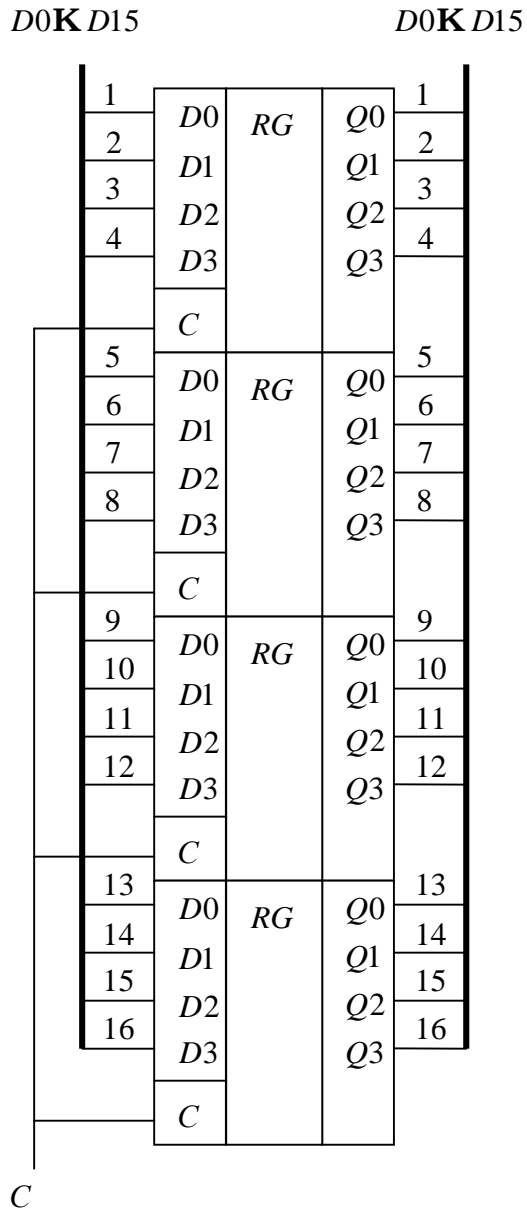 D0K D15 D0K D15
1 D0 RG Q0 1
2 D1 Q1 2
3 D2 Q2 3
4 D3 Q3 4
C
5 D0 RG Q0 5
6 D1 Q1 6
7 D2 Q2 7
8 D3 Q3 8
C
9 D0 RG Q0 9
10 D1 Q1 10
11 D2 Q2 11
12 D3 Q3 12
C
13 D0 RG Q0 13
14 D1 Q1 14
15 D2 Q2 15
16 D3 Q3 16
C
C